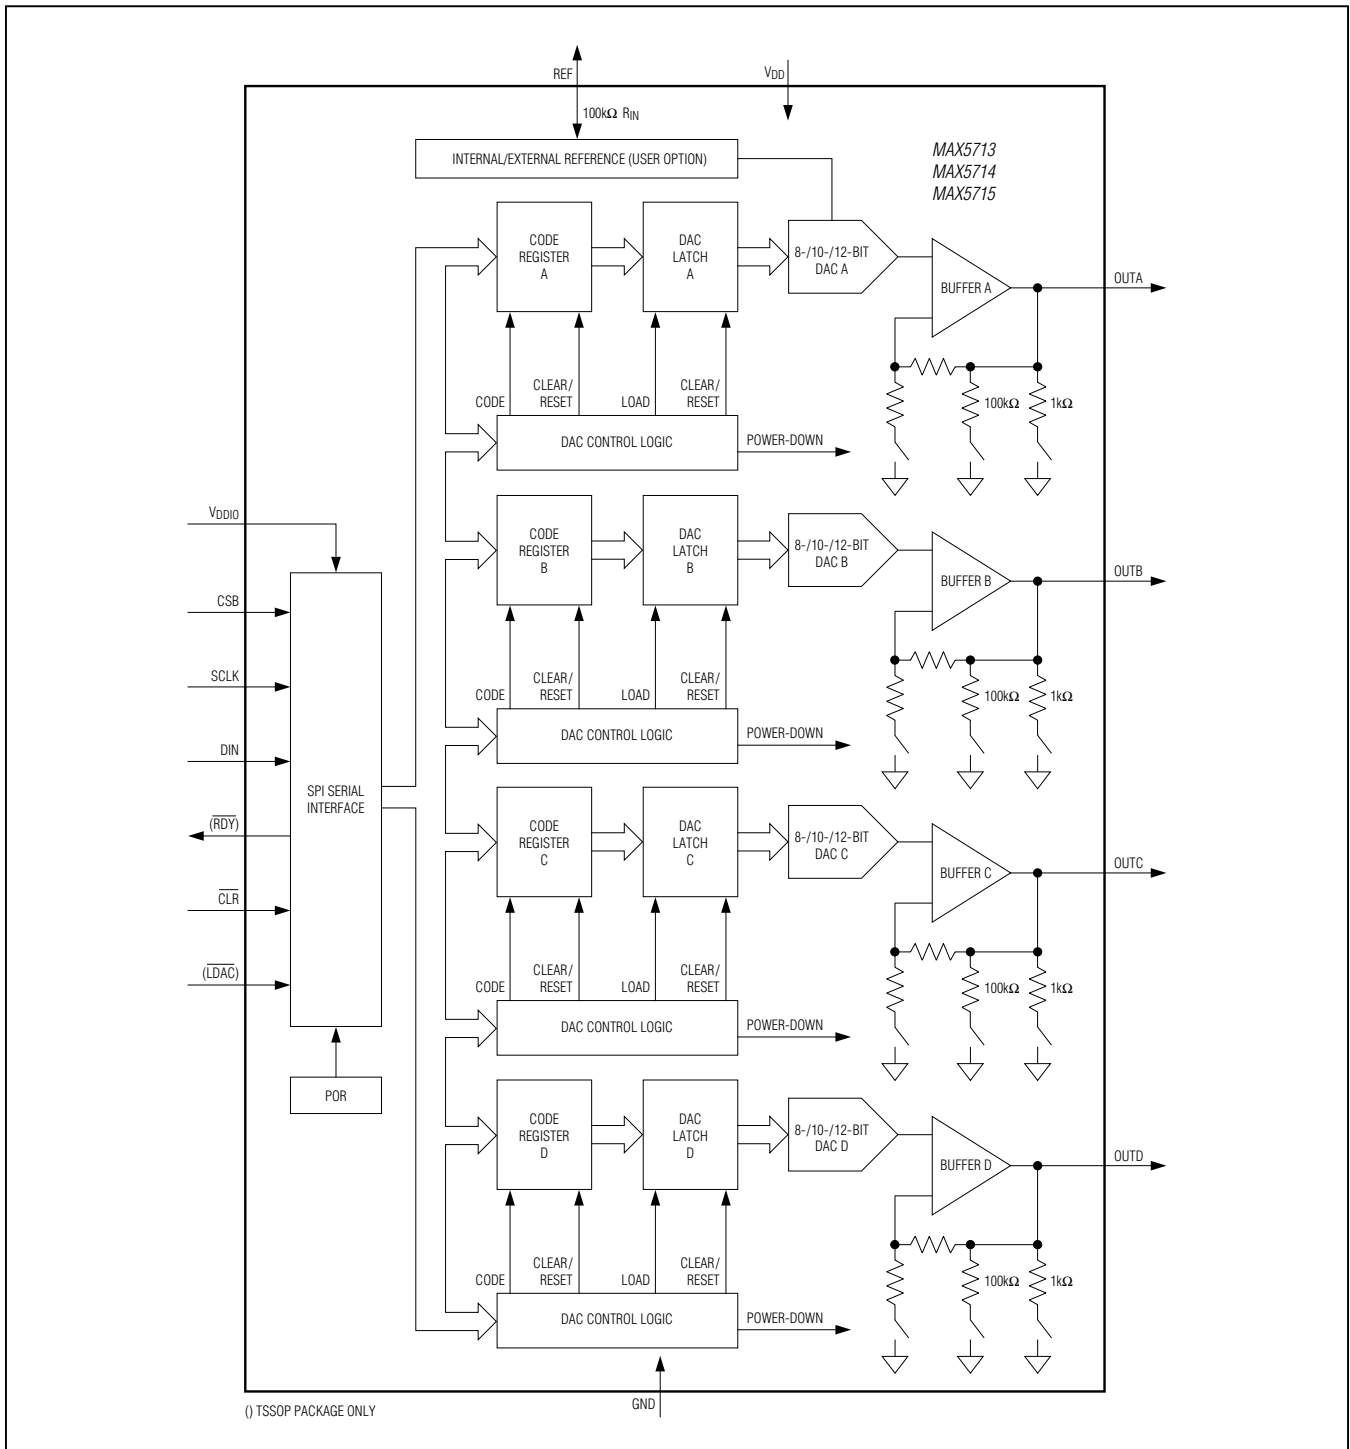 REF
VDD
100kΩ RIN
INTERNAL/EXTERNAL REFERENCE (USER OPTION)
MAX5713
MAX5714
MAX5715
CODE
REGISTER
A
DAC
LATCH
A
8-/10-/12-BIT
DAC A
BUFFER A
OUTA
CODE
CLEAR/
RESET
LOAD
CLEAR/
RESET
100kΩ
1kΩ
DAC CONTROL LOGIC
POWER-DOWN
VDDIO
CODE
REGISTER
B
DAC
LATCH
B
8-/10-/12-BIT
DAC B
BUFFER B
OUTB
CSB
SCLK
CODE
CLEAR/
RESET
LOAD
CLEAR/
RESET
100kΩ
1kΩ
DAC CONTROL LOGIC
POWER-DOWN
DIN
SPI SERIAL
INTERFACE
(RDY)
CODE
REGISTER
C
DAC
LATCH
C
8-/10-/12-BIT
DAC C
BUFFER C
OUTC
CLR
(LDAC)
CODE
CLEAR/
RESET
LOAD
CLEAR/
RESET
100kΩ
1kΩ
DAC CONTROL LOGIC
POWER-DOWN
POR
CODE
REGISTER
D
DAC
LATCH
D
8-/10-/12-BIT
DAC D
BUFFER D
OUTD
CODE
CLEAR/
RESET
LOAD
CLEAR/
RESET
100kΩ
1kΩ
DAC CONTROL LOGIC
POWER-DOWN
GND
() TSSOP PACKAGE ONLY